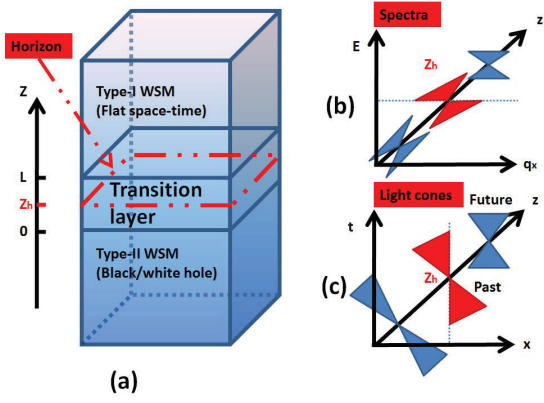 Horizon
Z
Type-I WSM
(Flat space-time)
L
Zh
0
Transition
layer
Type-II WSM
(Black/white hole)
(a)
Spectra
E
z
Zh
(b)
qx
Light cones
Future
t
z
Zh
Past
(c)
x